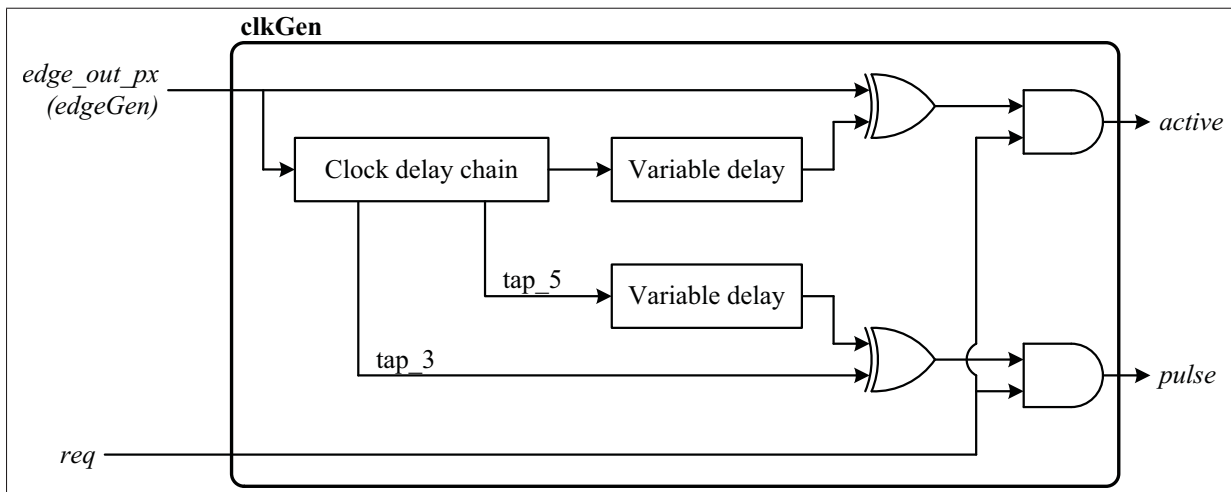 clkGen
edge_out_px
(edgeGen)
active
Clock delay chain
Variable delay
tap_5
Variable delay
tap_3
pulse
req